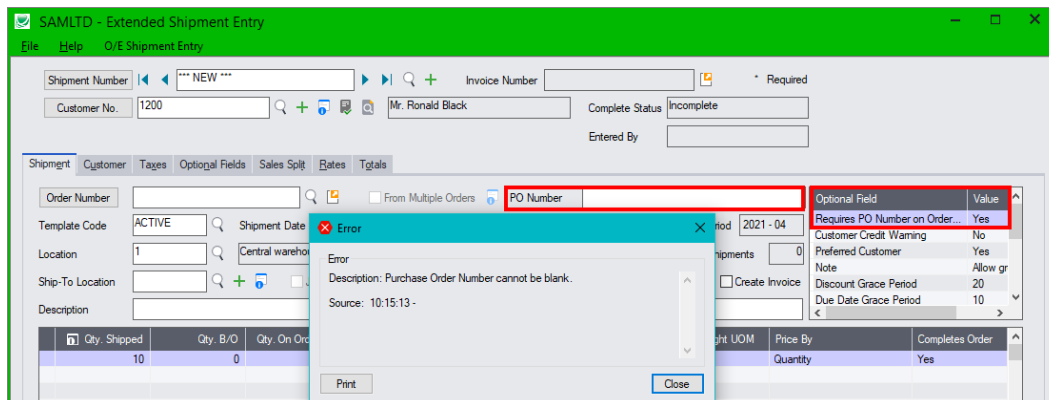 SAMLTD - Extended Shipment Entry
File Help O/E Shipment Entry
Shipment Number *** NEW *** Invoice Number * Required
Customer No. 1200 Mr. Ronald Black Complete Status Incomplete
Entered By
Shipment Customer Taxes Optional Fields Sales Split Rates Totals
Order Number From Multiple Orders PO Number Optional Field Value
Template Code ACTIVE Shipment Date Error 2021 - 04 Requires PO Number on Order... Yes
Customer Credit Warning No
Location 1 Central Error 0 Preferred Customer Yes
Description: Purchase Order Number cannot be blank. Note Allow gr
Ship-To Location Create Invoice Discount Grace Period 20
Source: 10:15:13 - Due Date Grace Period 10
Description
Qty. Shipped Qty. B/O Qty. On UOM Price By Completes Order
10 0 Quantity Yes
Print Close